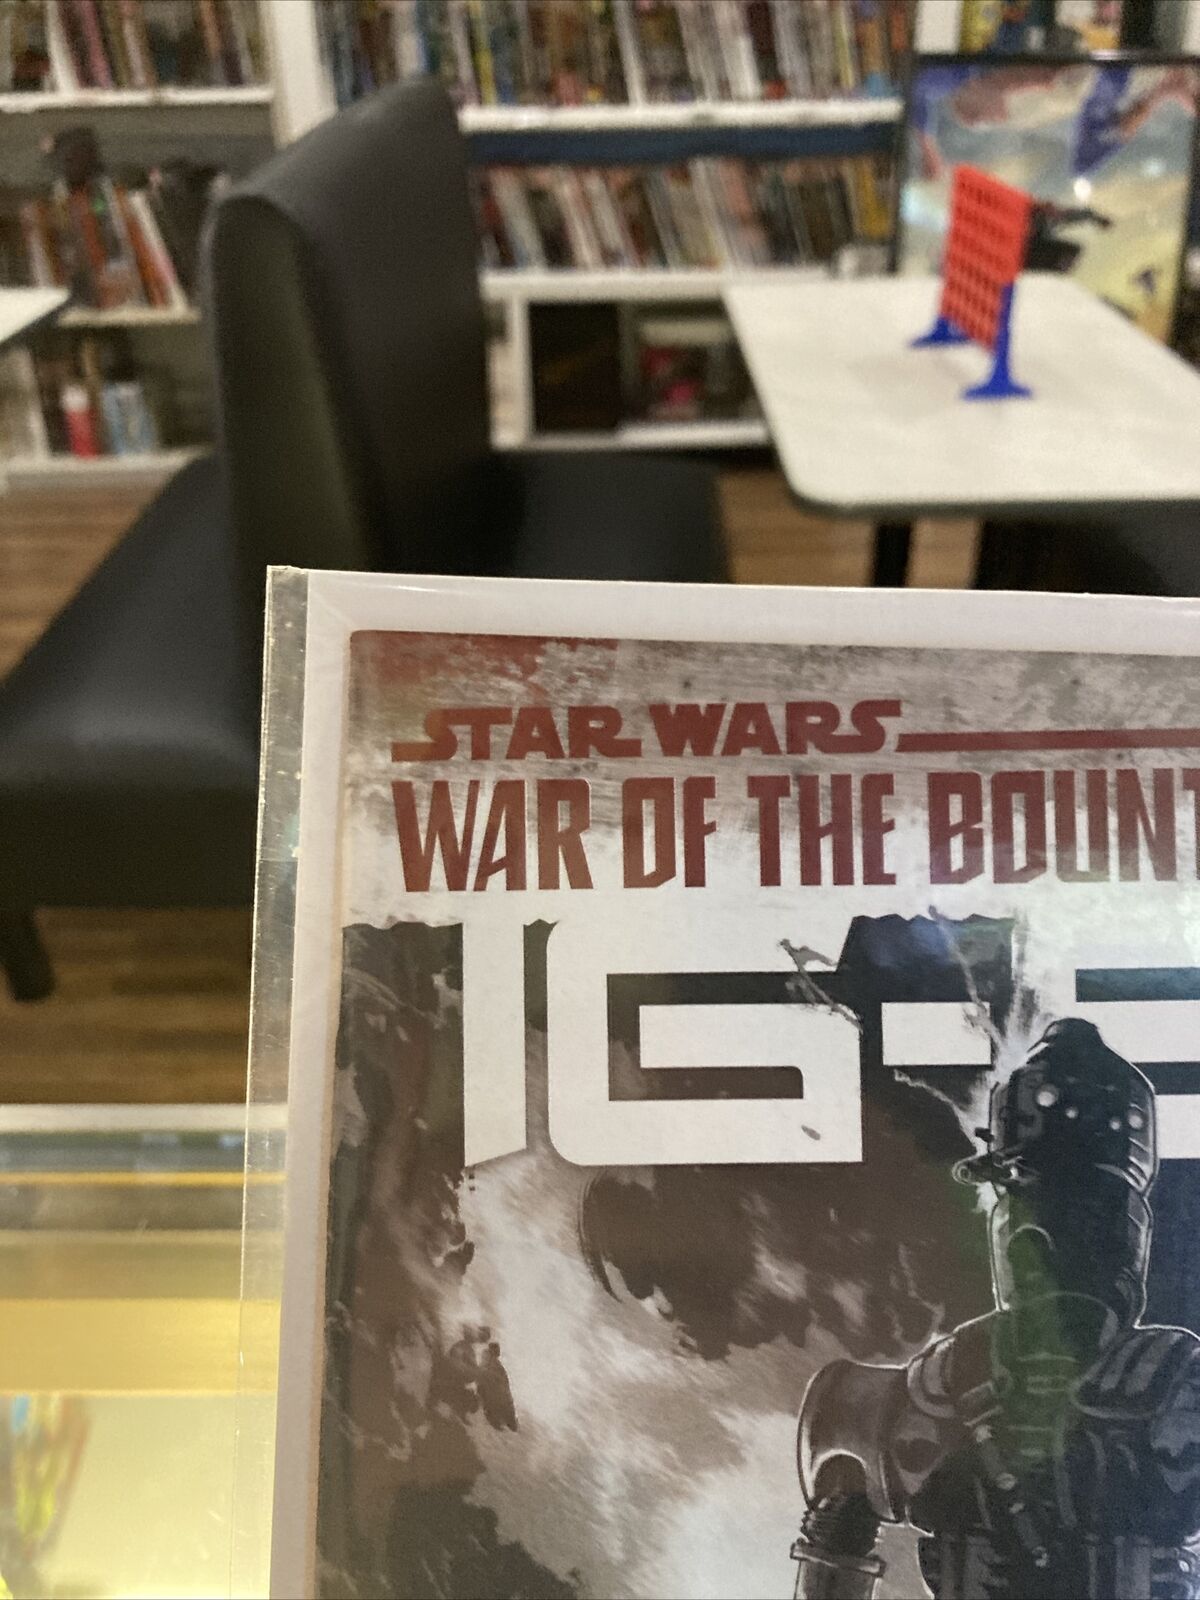 STAR WARS
WAR OF THE BOUNT
IG-